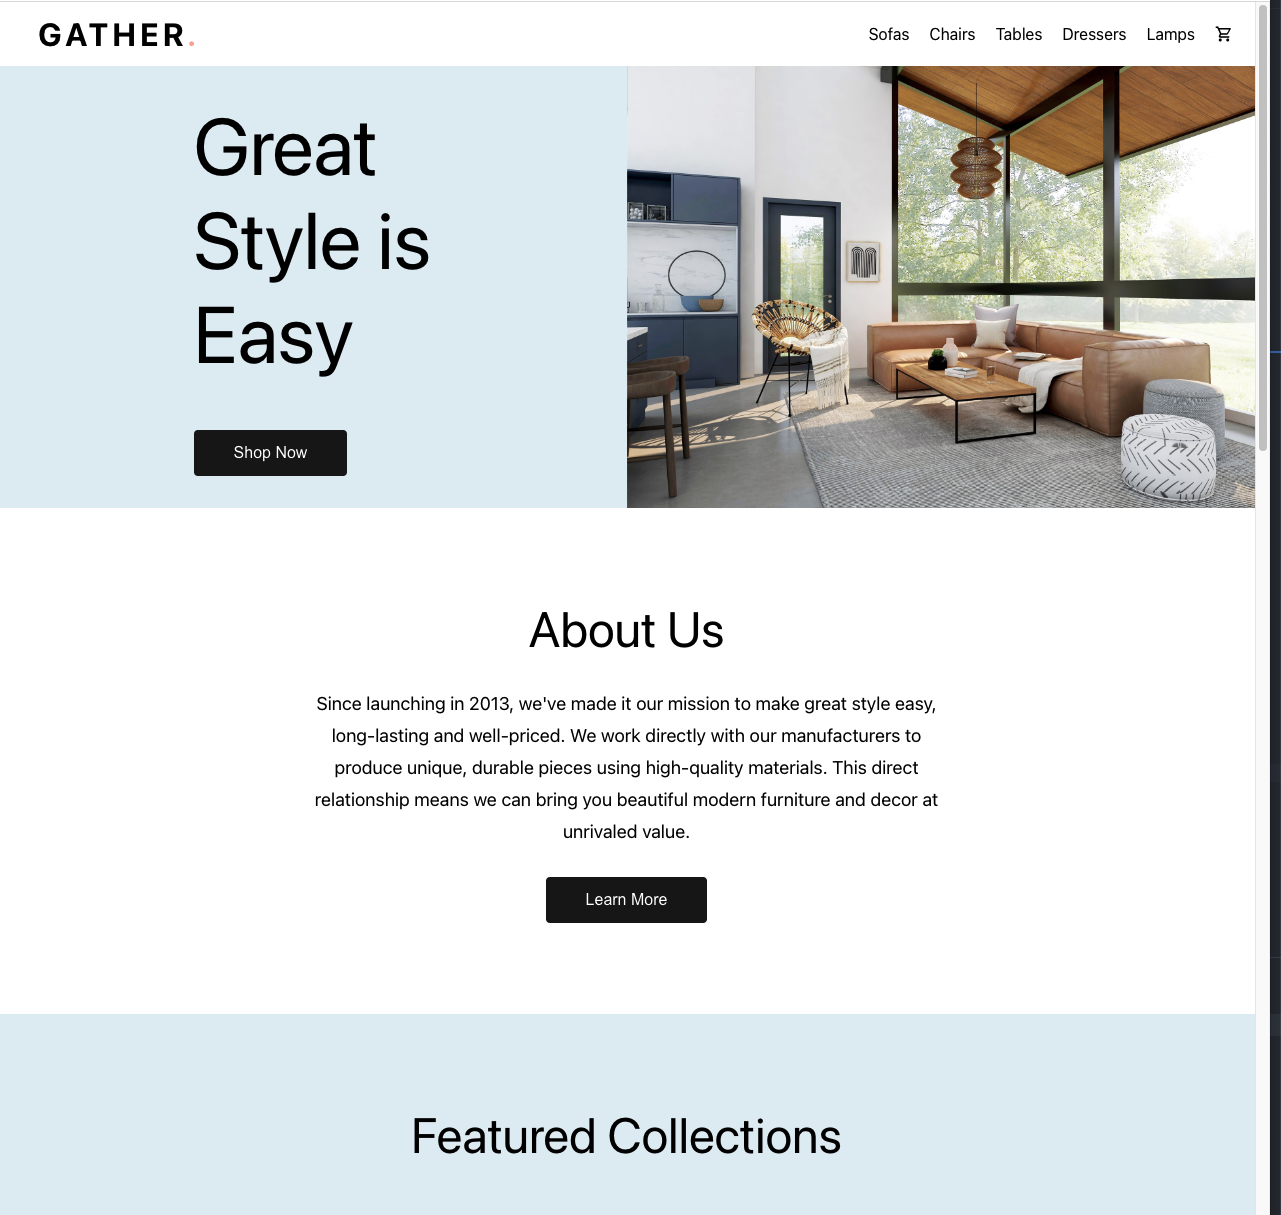 GATHER.
Sofas Chairs Tables Dressers Lamps
Great
Style is
Easy
Shop Now
About Us
Since launching in 2013, we've made it our mission to make great style easy,
long-lasting and well-priced. We work directly with our manufacturers to
produce unique, durable pieces using high-quality materials. This direct
relationship means we can bring you beautiful modern furniture and decor at
unrivaled value.
Learn More
Featured Collections